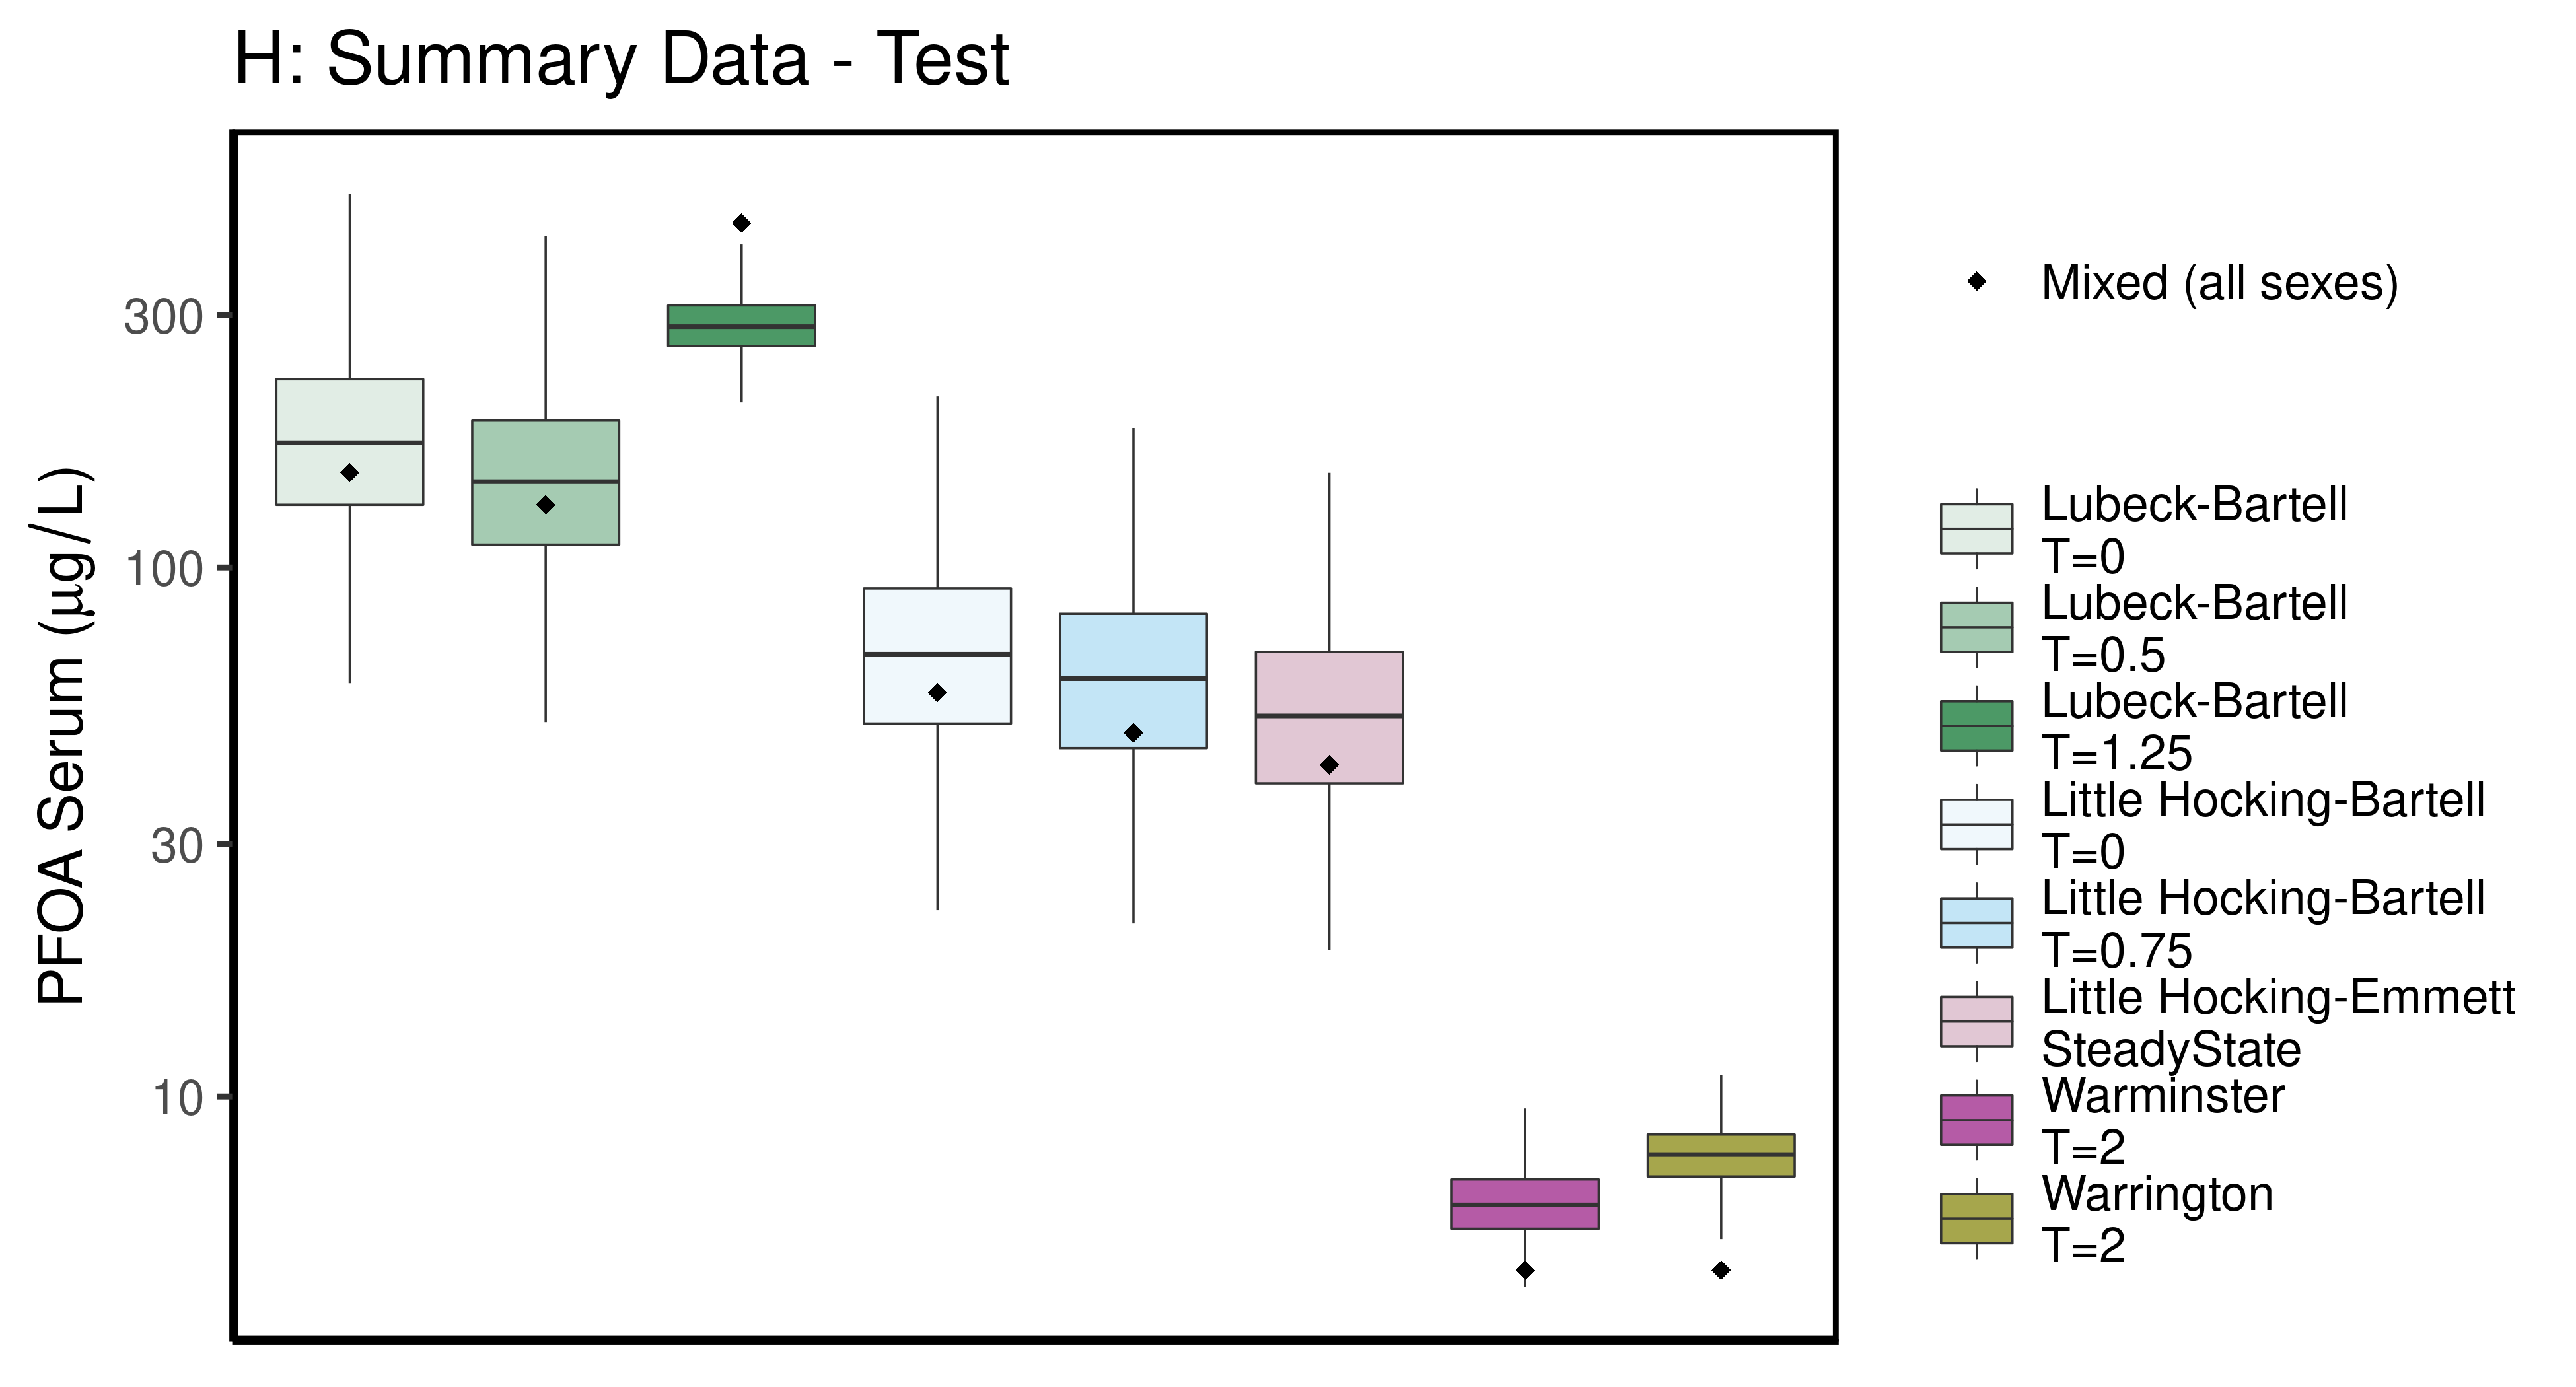 H: Summary Data - Test
PFOA Serum (μg/L)
300
100
30
10
Mixed (all sexes)
Lubeck-Bartell
T=0
Lubeck-Bartell
T=0.5
Lubeck-Bartell
T=1.25
Little Hocking-Bartell
T=0
Little Hocking-Bartell
T=0.75
Little Hocking-Emmett
SteadyState
Warminster
T=2
Warrington
T=2